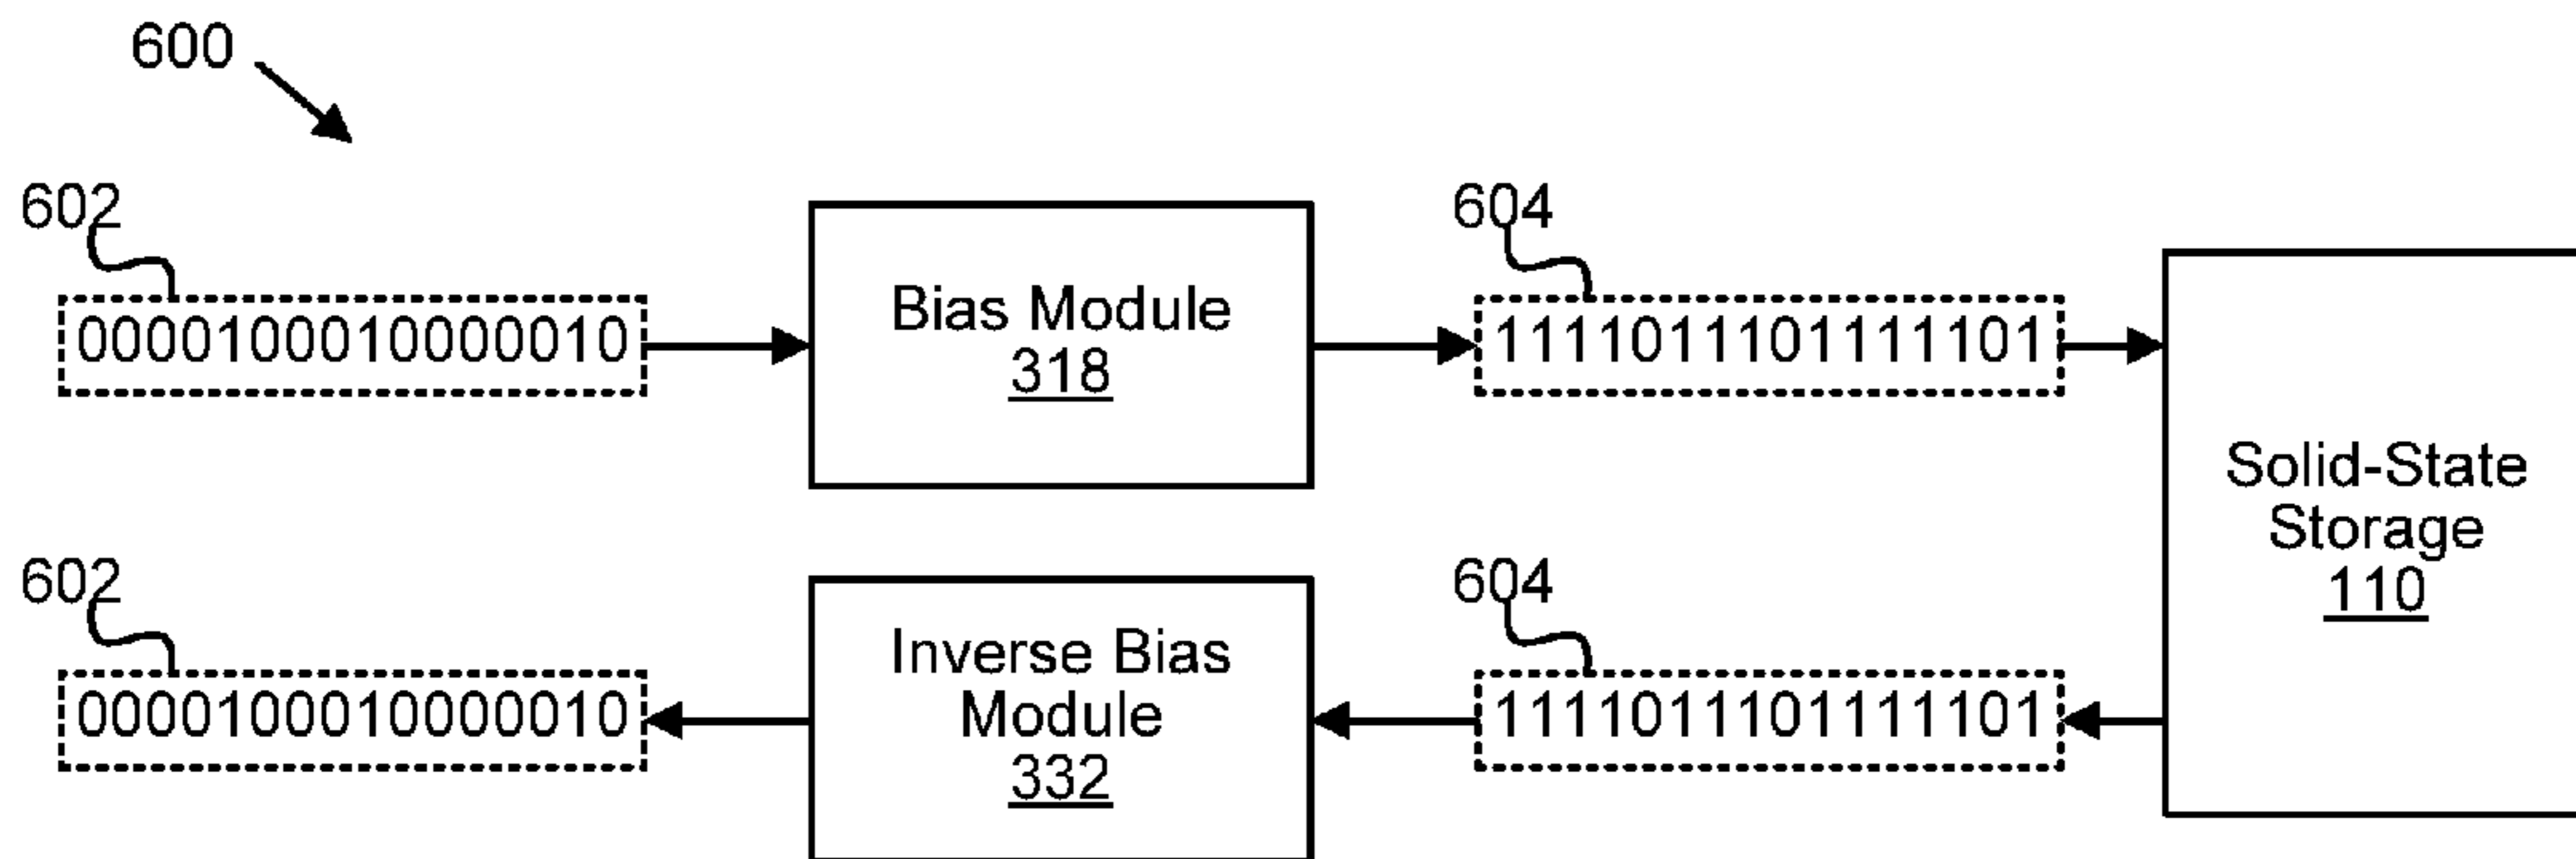 600
602
604
0000100010000010
Bias Module
318
1111011101111101
Solid-State
Storage
110
602
604
0000100010000010
Inverse Bias
Module
332
1111011101111101